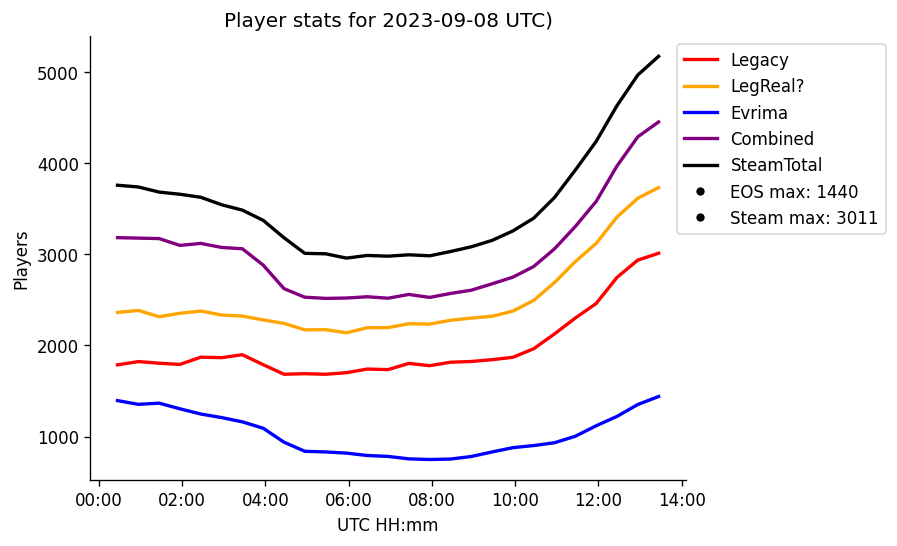 Player stats for 2023-09-08 UTC)
Players
5000
4000
3000
2000
1000
00:00
02:00
04:00
06:00
08:00
10:00
12:00
14:00
UTC HH:mm
Legacy
LegReal?
Evrima
Combined
SteamTotal
EOS max: 1440
Steam max: 3011